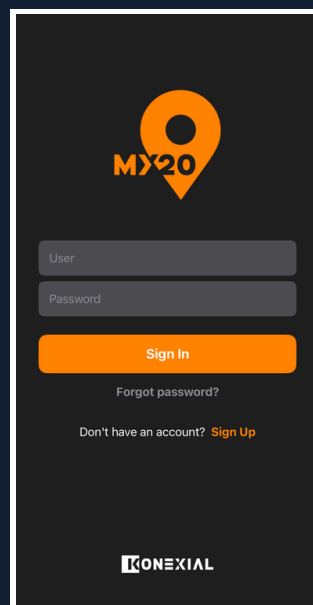 MX20
User
Password
Sign In
Forgot password?
Don't have an account? Sign Up
KONEXIAL